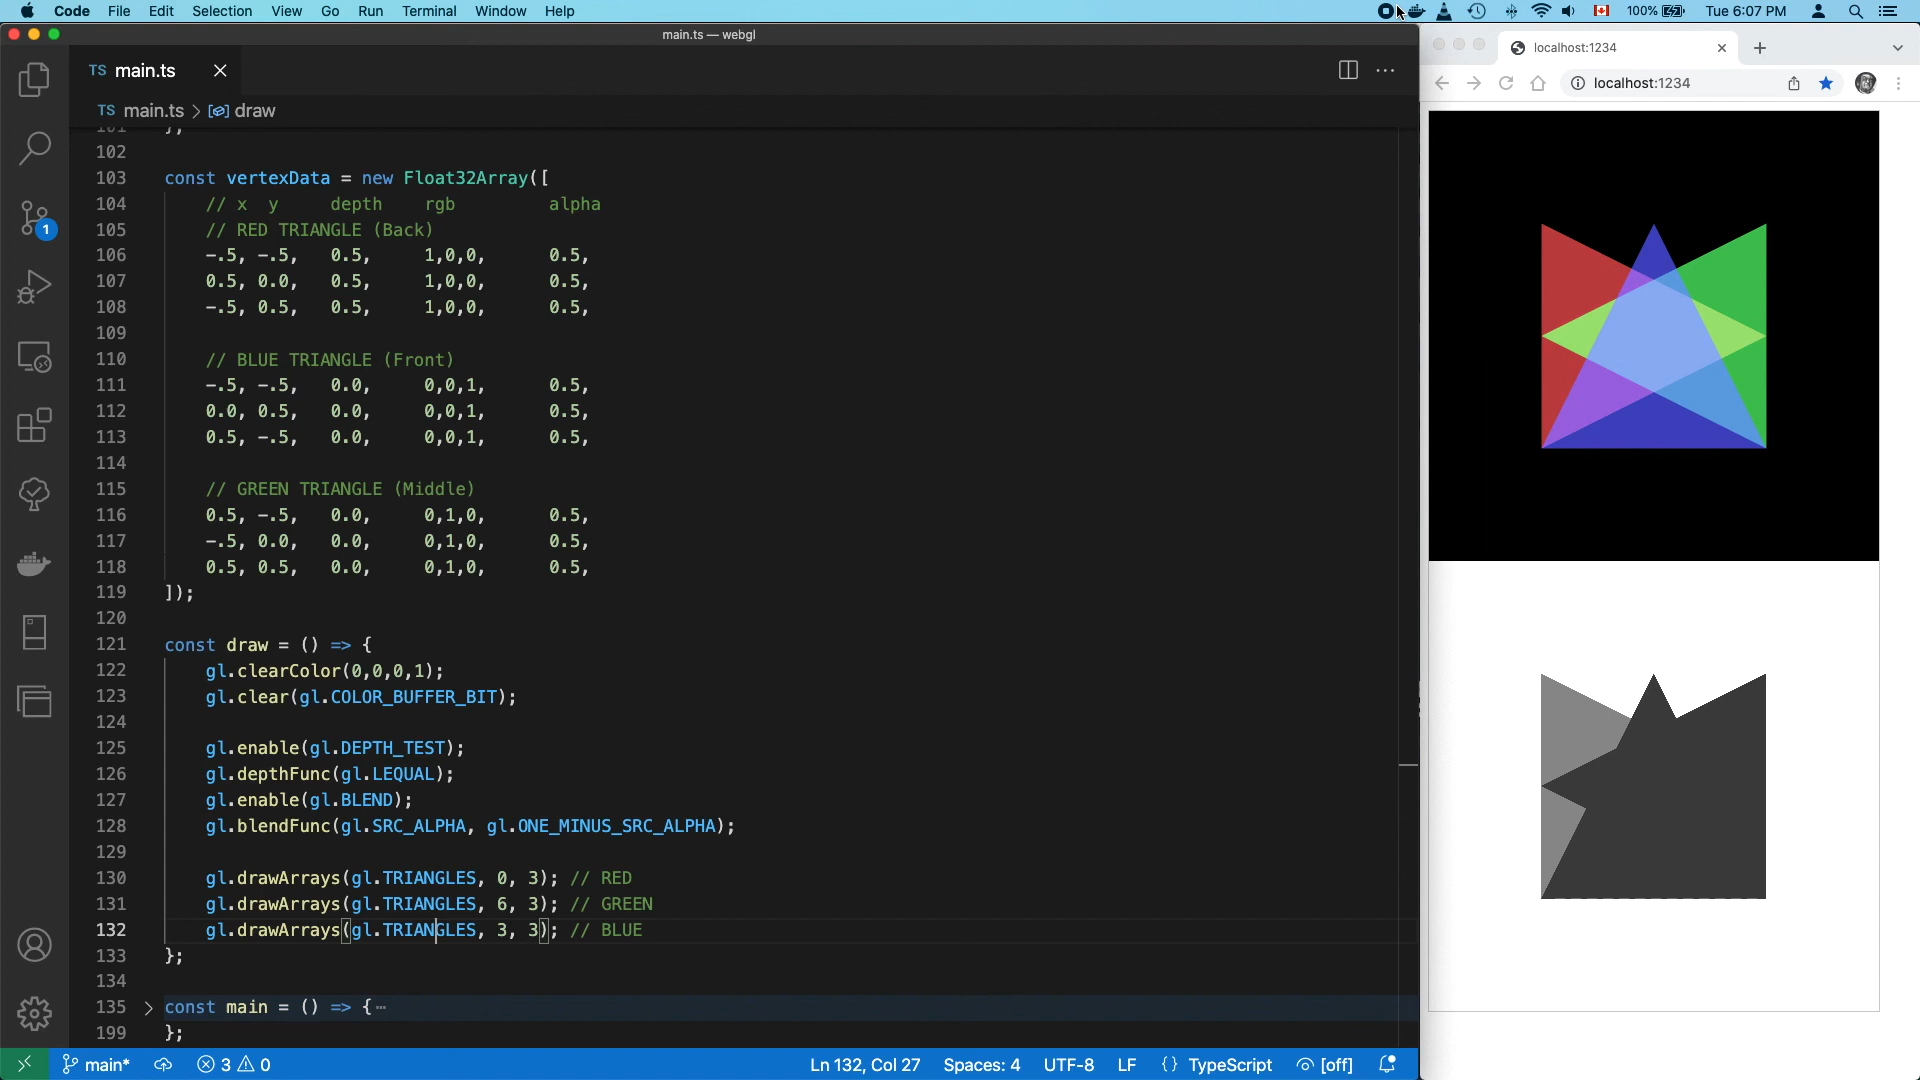 Code File Edit Selection View Go Run Terminal Window Help 100% Tue 6:07 PM
main.ts — webgl
TS main.ts
TS main.ts > draw
101 };
102
103 const vertexData = new Float32Array([
104 // x y depth rgb alpha
105 // RED TRIANGLE (Back)
106 -.5, -.5, 0.5, 1,0,0, 0.5,
107 0.5, 0.0, 0.5, 1,0,0, 0.5,
108 -.5, 0.5, 0.5, 1,0,0, 0.5,
109
110 // BLUE TRIANGLE (Front)
111 -.5, -.5, 0.0, 0,0,1, 0.5,
112 0.0, 0.5, 0.0, 0,0,1, 0.5,
113 0.5, -.5, 0.0, 0,0,1, 0.5,
114
115 // GREEN TRIANGLE (Middle)
116 0.5, -.5, 0.0, 0,1,0, 0.5,
117 -.5, 0.0, 0.0, 0,1,0, 0.5,
118 0.5, 0.5, 0.0, 0,1,0, 0.5,
119 ]);
120
121 const draw = () => {
122 gl.clearColor(0,0,0,1);
123 gl.clear(gl.COLOR_BUFFER_BIT);
124
125 gl.enable(gl.DEPTH_TEST);
126 gl.depthFunc(gl.LEQUAL);
127 gl.enable(gl.BLEND);
128 gl.blendFunc(gl.SRC_ALPHA, gl.ONE_MINUS_SRC_ALPHA);
129
130 gl.drawArrays(gl.TRIANGLES, 0, 3); // RED
131 gl.drawArrays(gl.TRIANGLES, 6, 3); // GREEN
132 gl.drawArrays(gl.TRIANGLES, 3, 3); // BLUE
133 };
134
135 const main = () => {⋯
199 };
1
main* 3 0 Ln 132, Col 27 Spaces: 4 UTF-8 LF {} TypeScript [off]
localhost:1234
localhost:1234